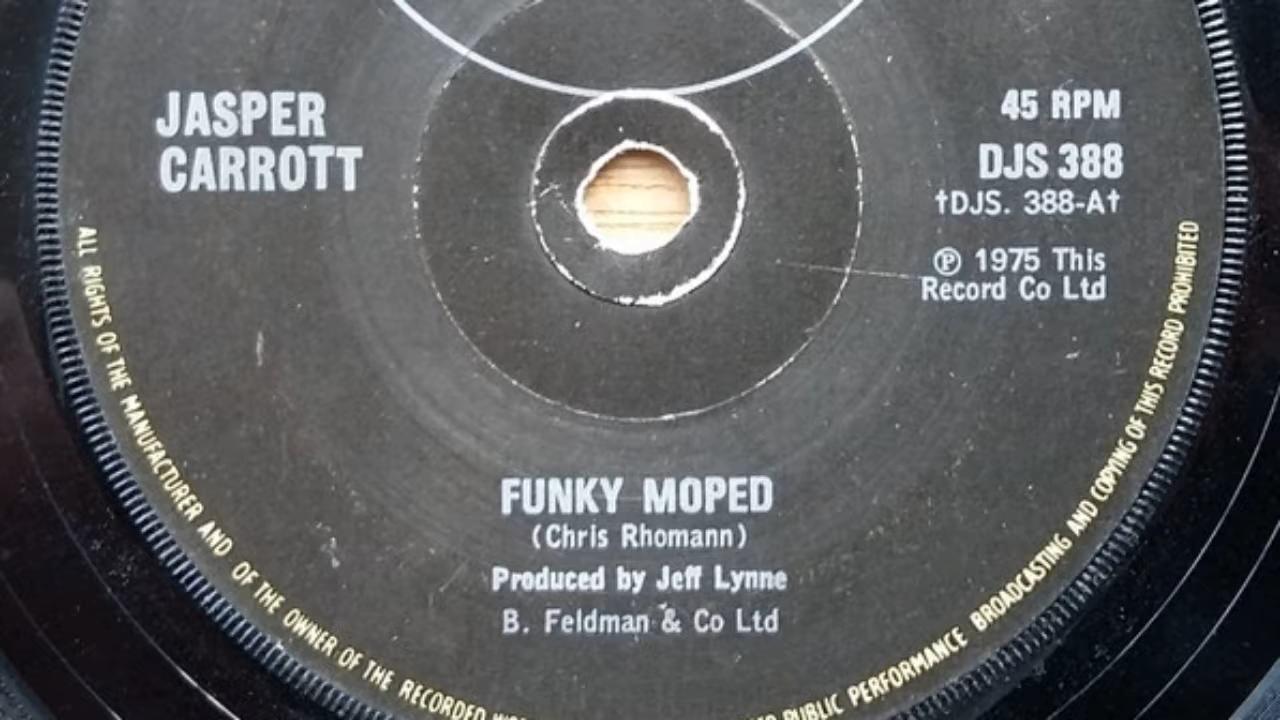 JASPER
CARROTT
45 RPM
DJS 388
†DJS. 388-A†
℗ 1975 This
Record Co Ltd
FUNKY MOPED
(Chris Rhomann)
Produced by Jeff Lynne
B. Feldman & Co Ltd
ALL RIGHTS OF THE MANUFACTURER AND OF THE OWNER OF THE RECORDED
PUBLIC PERFORMANCE BROADCASTING AND COPYING OF THIS RECORD PROHIBITED